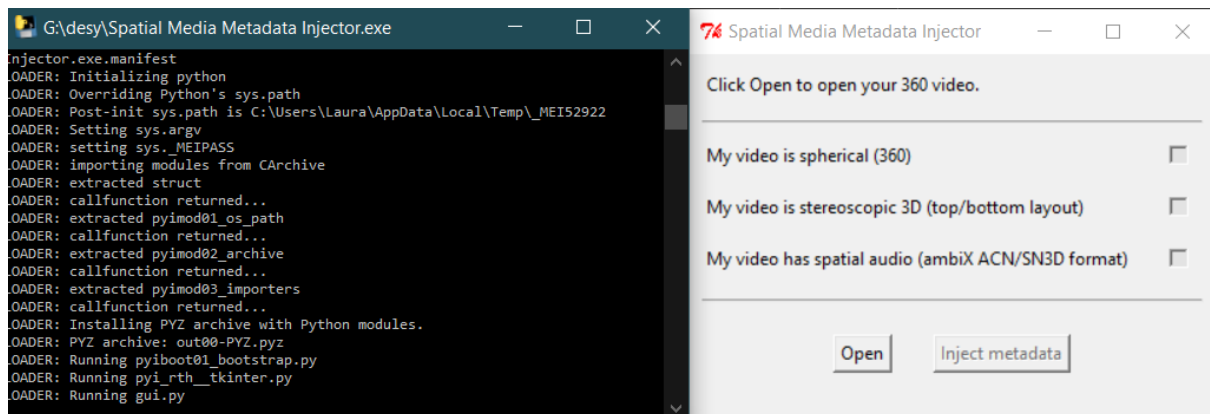 G:\desy\Spatial Media Metadata Injector.exe
Injector.exe.manifest
LOADER: Initializing python
LOADER: Overriding Python's sys.path
LOADER: Post-init sys.path is C:\Users\Laura\AppData\Local\Temp\_MEI52922
LOADER: Setting sys.argv
LOADER: setting sys._MEIPASS
LOADER: importing modules from CArchive
LOADER: extracted struct
LOADER: callfunction returned...
LOADER: extracted pyimod01_os_path
LOADER: callfunction returned...
LOADER: extracted pyimod02_archive
LOADER: callfunction returned...
LOADER: extracted pyimod03_importers
LOADER: callfunction returned...
LOADER: Installing PYZ archive with Python modules.
LOADER: PYZ archive: out00-PYZ.pyz
LOADER: Running pyiboot01_bootstrap.py
LOADER: Running pyi_rth__tkinter.py
LOADER: Running gui.py
Spatial Media Metadata Injector
Click Open to open your 360 video.
My video is spherical (360)
My video is stereoscopic 3D (top/bottom layout)
My video has spatial audio (ambiX ACN/SN3D format)
Open Inject metadata